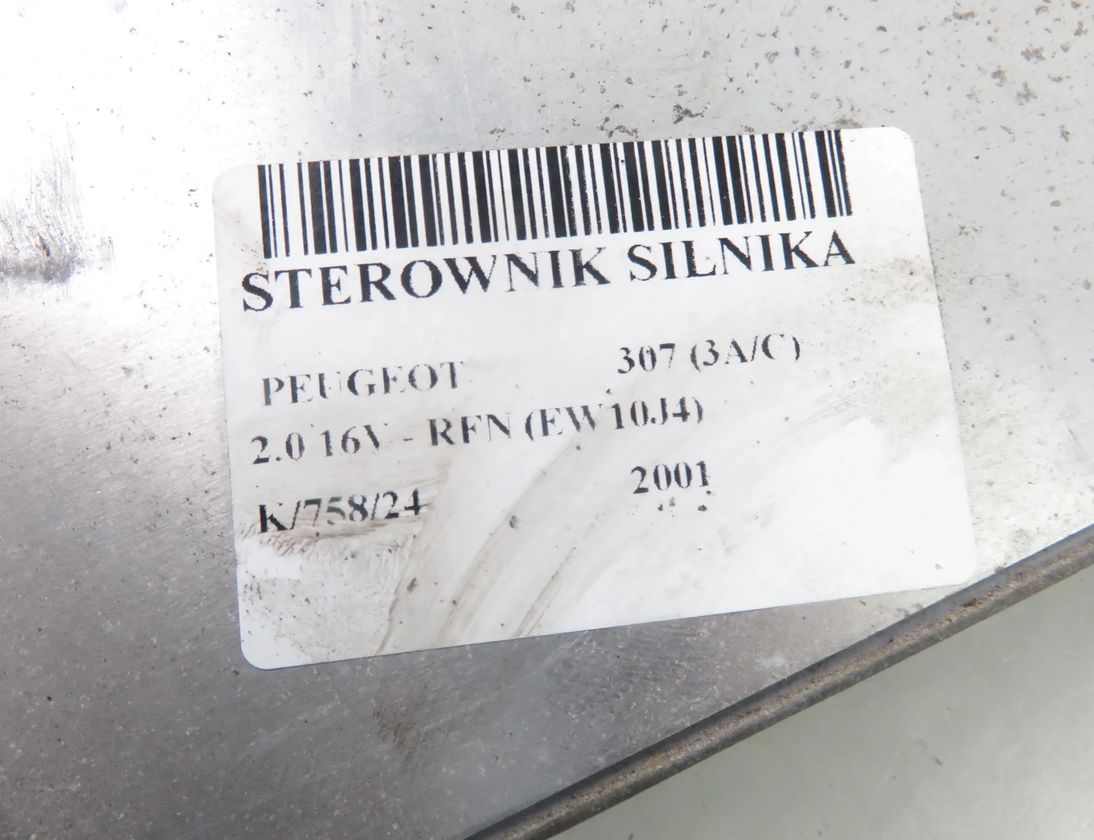 STEROWNIK SILNIKA
PEUGEOT 307 (3A/C)
2.0 16V - RFN (EW10J4)
K/758/24 2001